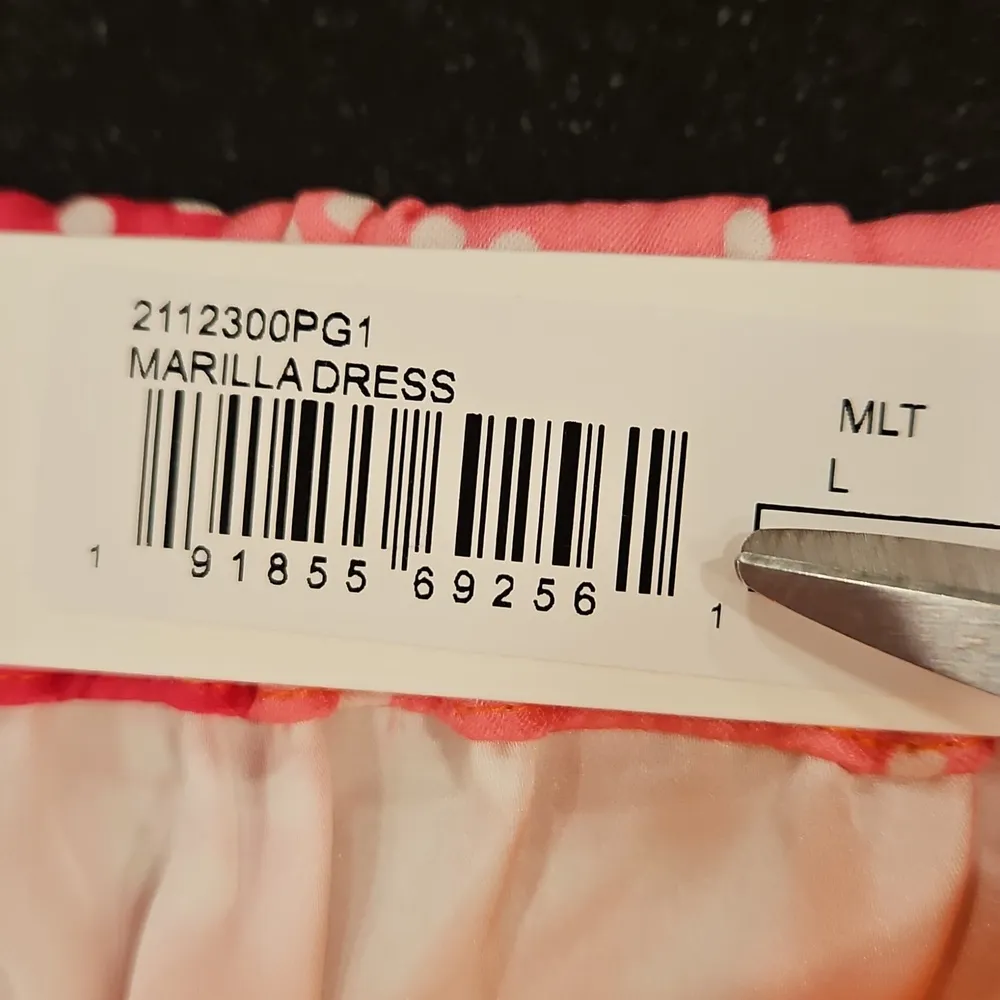 2112300PG1
MARILLA DRESS
MLT
L
1 91855 69256 1